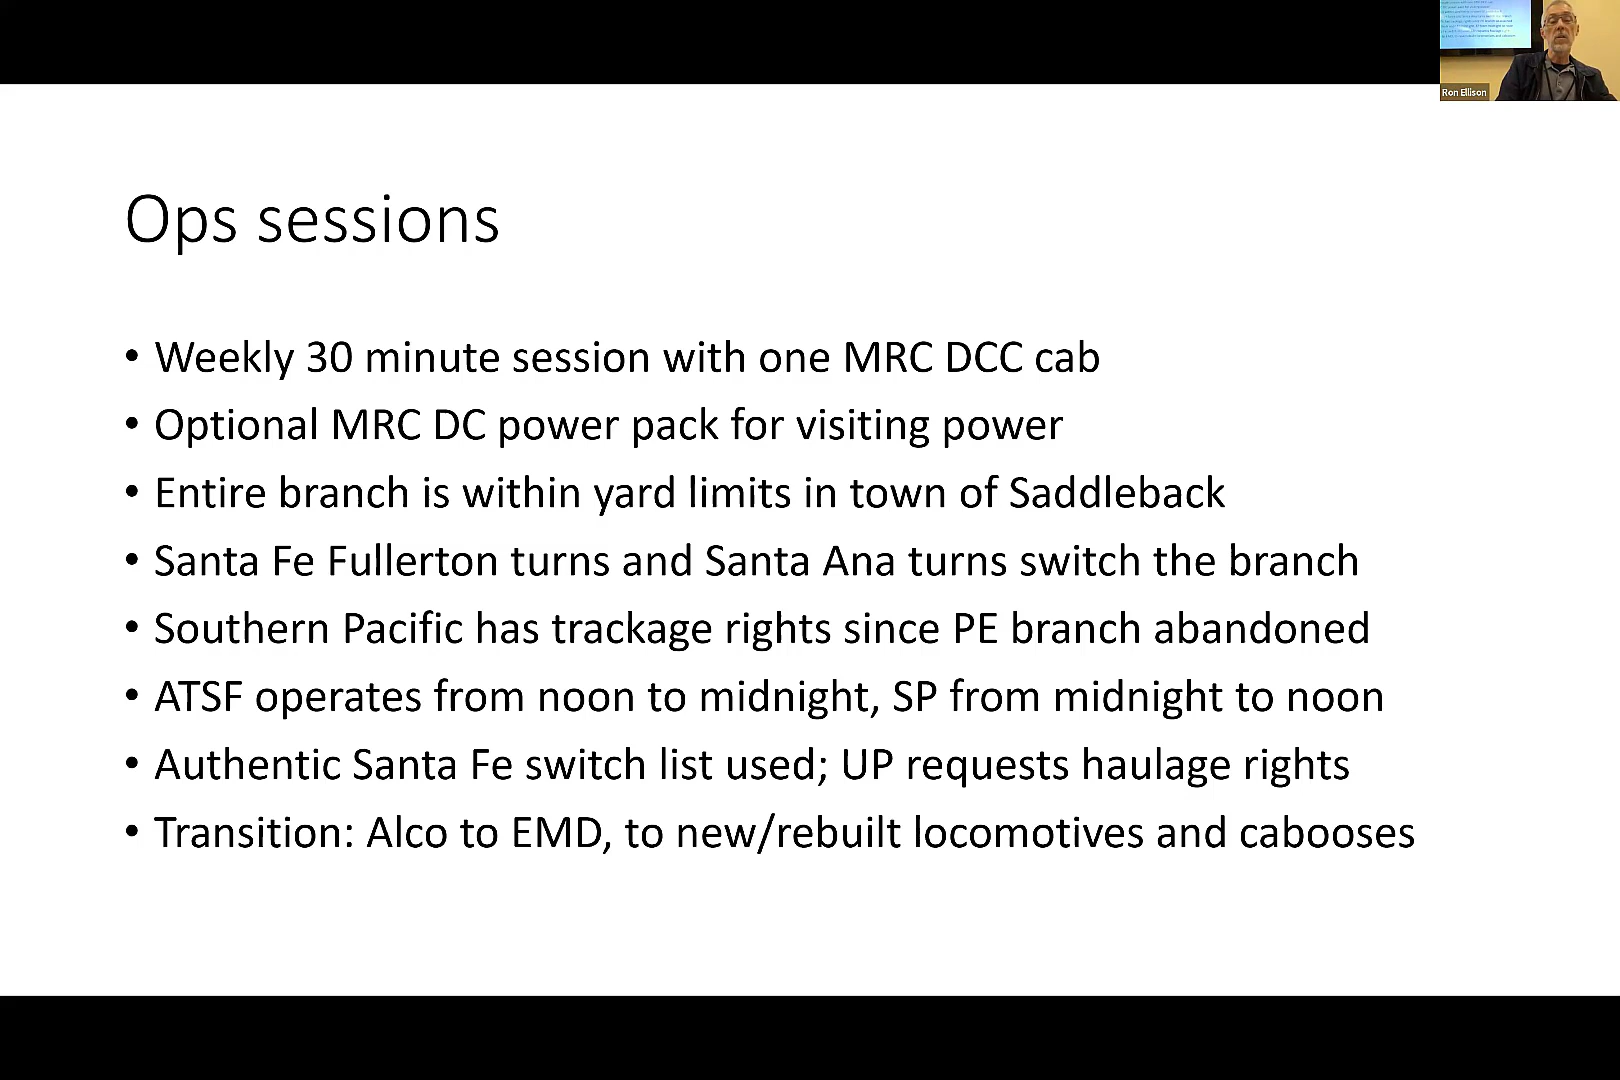 Ron Ellison
Ops sessions
• Weekly 30 minute session with one MRC DCC cab
• Optional MRC DC power pack for visiting power
• Entire branch is within yard limits in town of Saddleback
• Santa Fe Fullerton turns and Santa Ana turns switch the branch
• Southern Pacific has trackage rights since PE branch abandoned
• ATSF operates from noon to midnight, SP from midnight to noon
• Authentic Santa Fe switch list used; UP requests haulage rights
• Transition: Alco to EMD, to new/rebuilt locomotives and cabooses